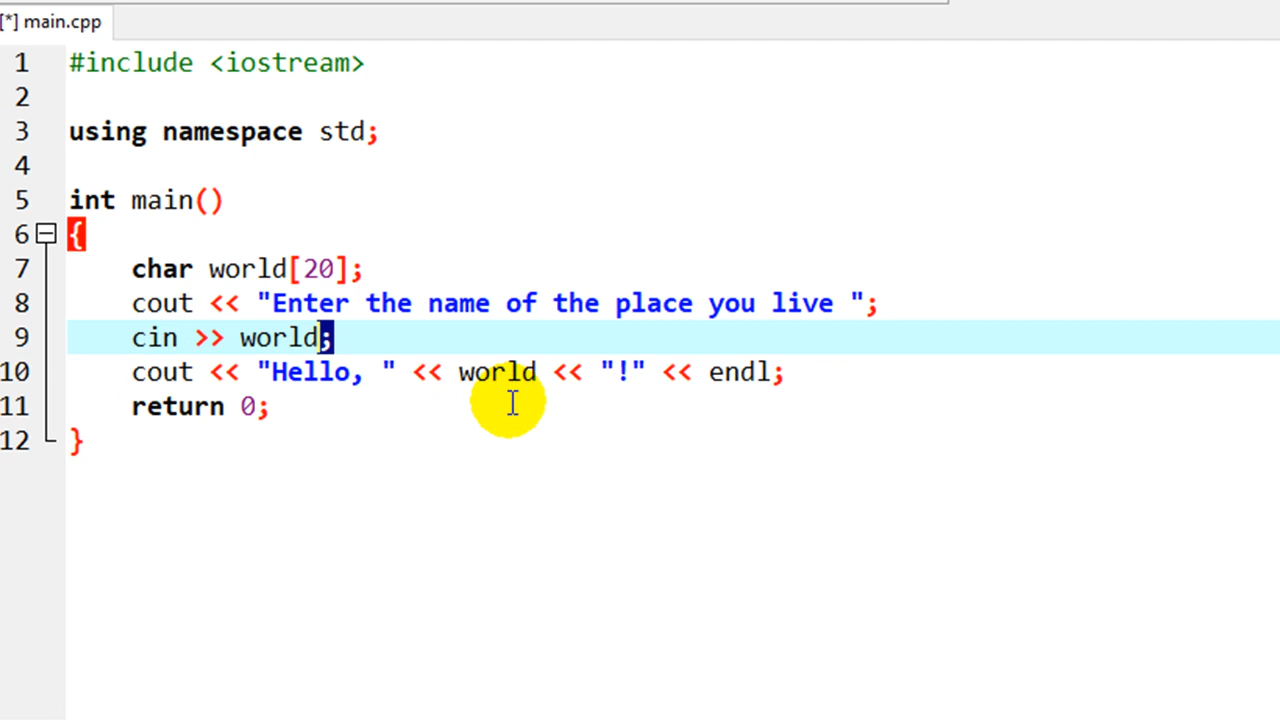 [*] main.cpp
1 #include <iostream>
2
3 using namespace std;
4
5 int main()
6 {
7 char world[20];
8 cout << "Enter the name of the place you live ";
9 cin >> world;
10 cout << "Hello, " << world << "!" << endl;
11 return 0;
12 }